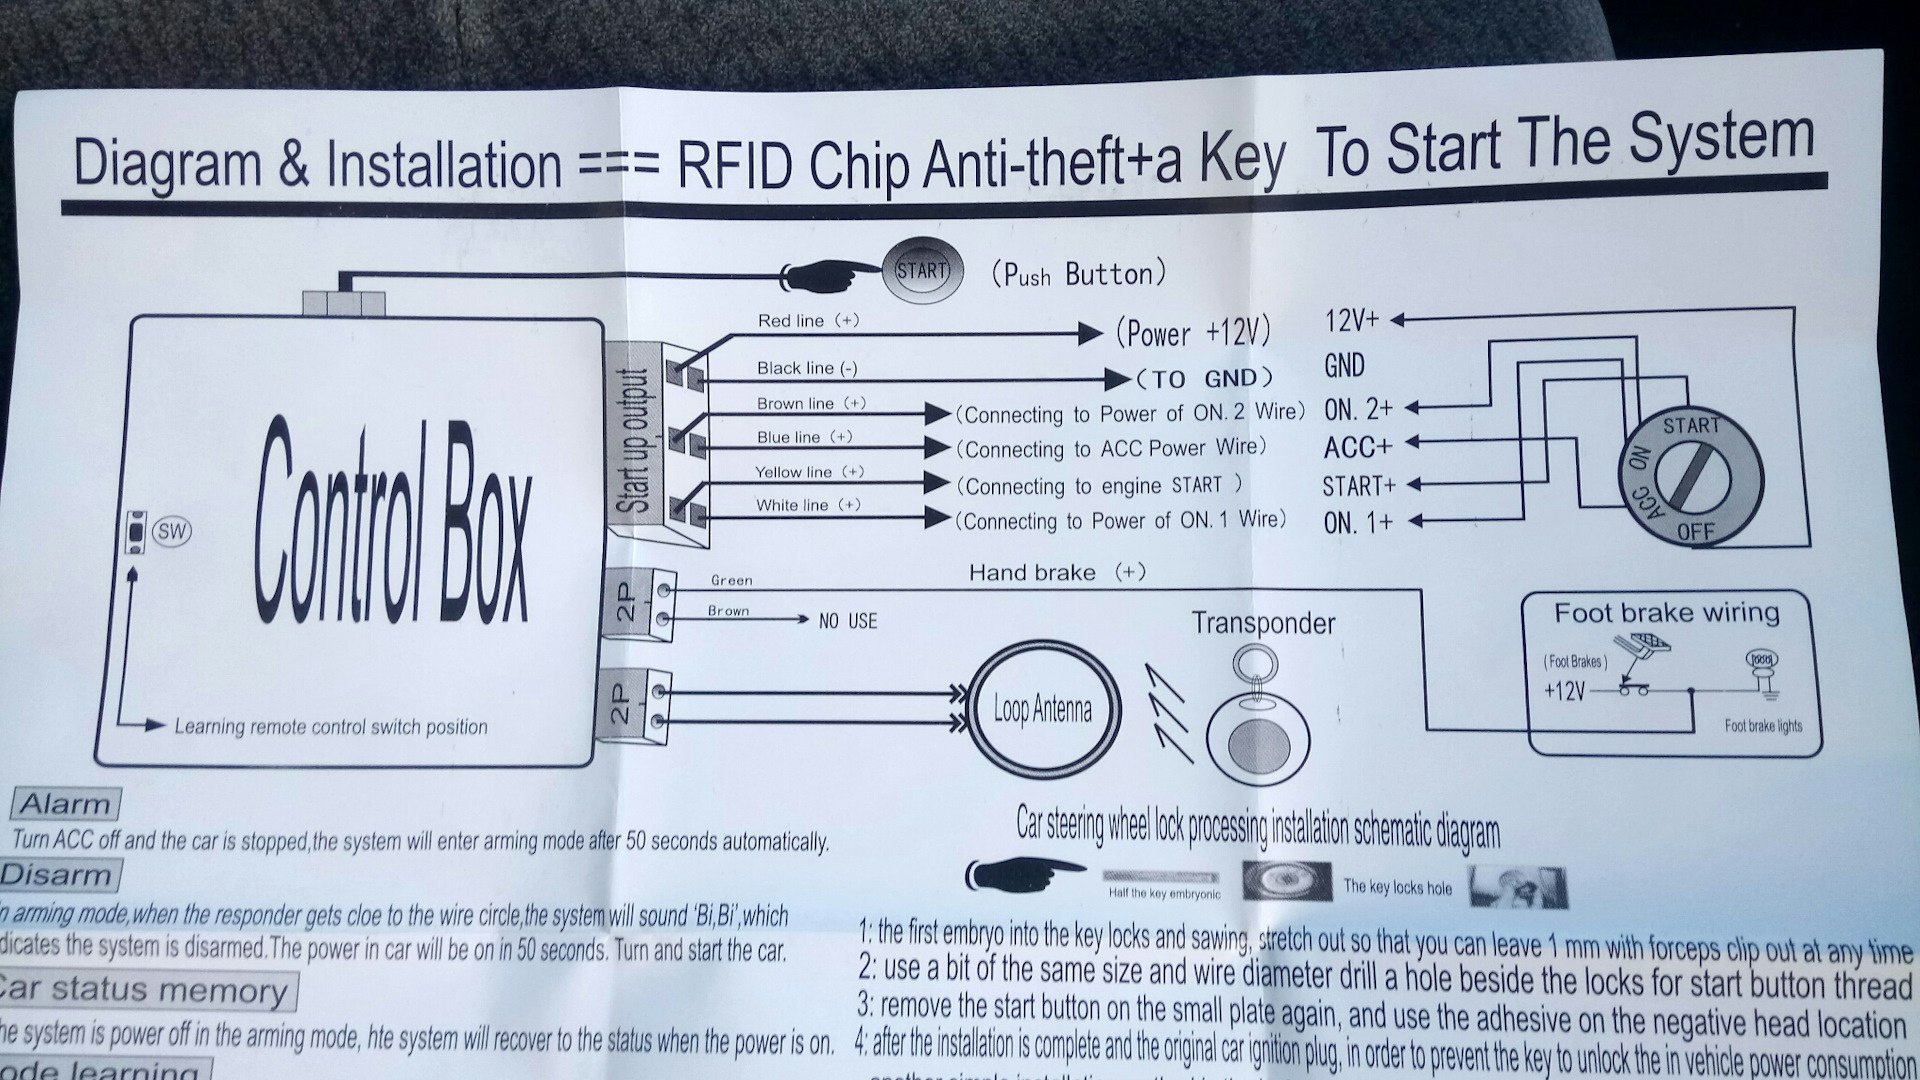 Diagram & Installation === RFID Chip Anti-theft+a Key To Start The System
START
(Push Button)
Red line (+)
(Power +12V)
12V+
Black line (-)
(TO GND)
GND
Brown line (+)
(Connecting to Power of ON. 2 Wire)
ON. 2+
Blue line (+)
(Connecting to ACC Power Wire)
ACC+
Yellow line (+)
(Connecting to engine START )
START+
White line (+)
(Connecting to Power of ON. 1 Wire)
ON. 1+
START
ON
ACC
OFF
Start up output
Control Box
SW
Learning remote control switch position
2P
Green
Hand brake (+)
Brown
NO USE
2P
Loop Antenna
Transponder
Foot brake wiring
(Foot Brakes)
+12V
Foot brake lights
Alarm
Turn ACC off and the car is stopped,the system will enter arming mode after 50 seconds automatically.
Disarm
n arming mode,when the responder gets cloe to the wire circle,the system will sound 'Bi,Bi',which
dicates the system is disarmed.The power in car will be on in 50 seconds. Turn and start the car.
Car status memory
he system is power off in the arming mode, hte system will recover to the status when the power is on.
ode learning
Car steering wheel lock processing installation schematic diagram
Half the key embryonic
The key locks hole
1: the first embryo into the key locks and sawing, stretch out so that you can leave 1 mm with forceps clip out at any time
2: use a bit of the same size and wire diameter drill a hole beside the locks for start button thread
3: remove the start button on the small plate again, and use the adhesive on the negative head location
4: after the installation is complete and the original car ignition plug, in order to prevent the key to unlock the in vehicle power consumption